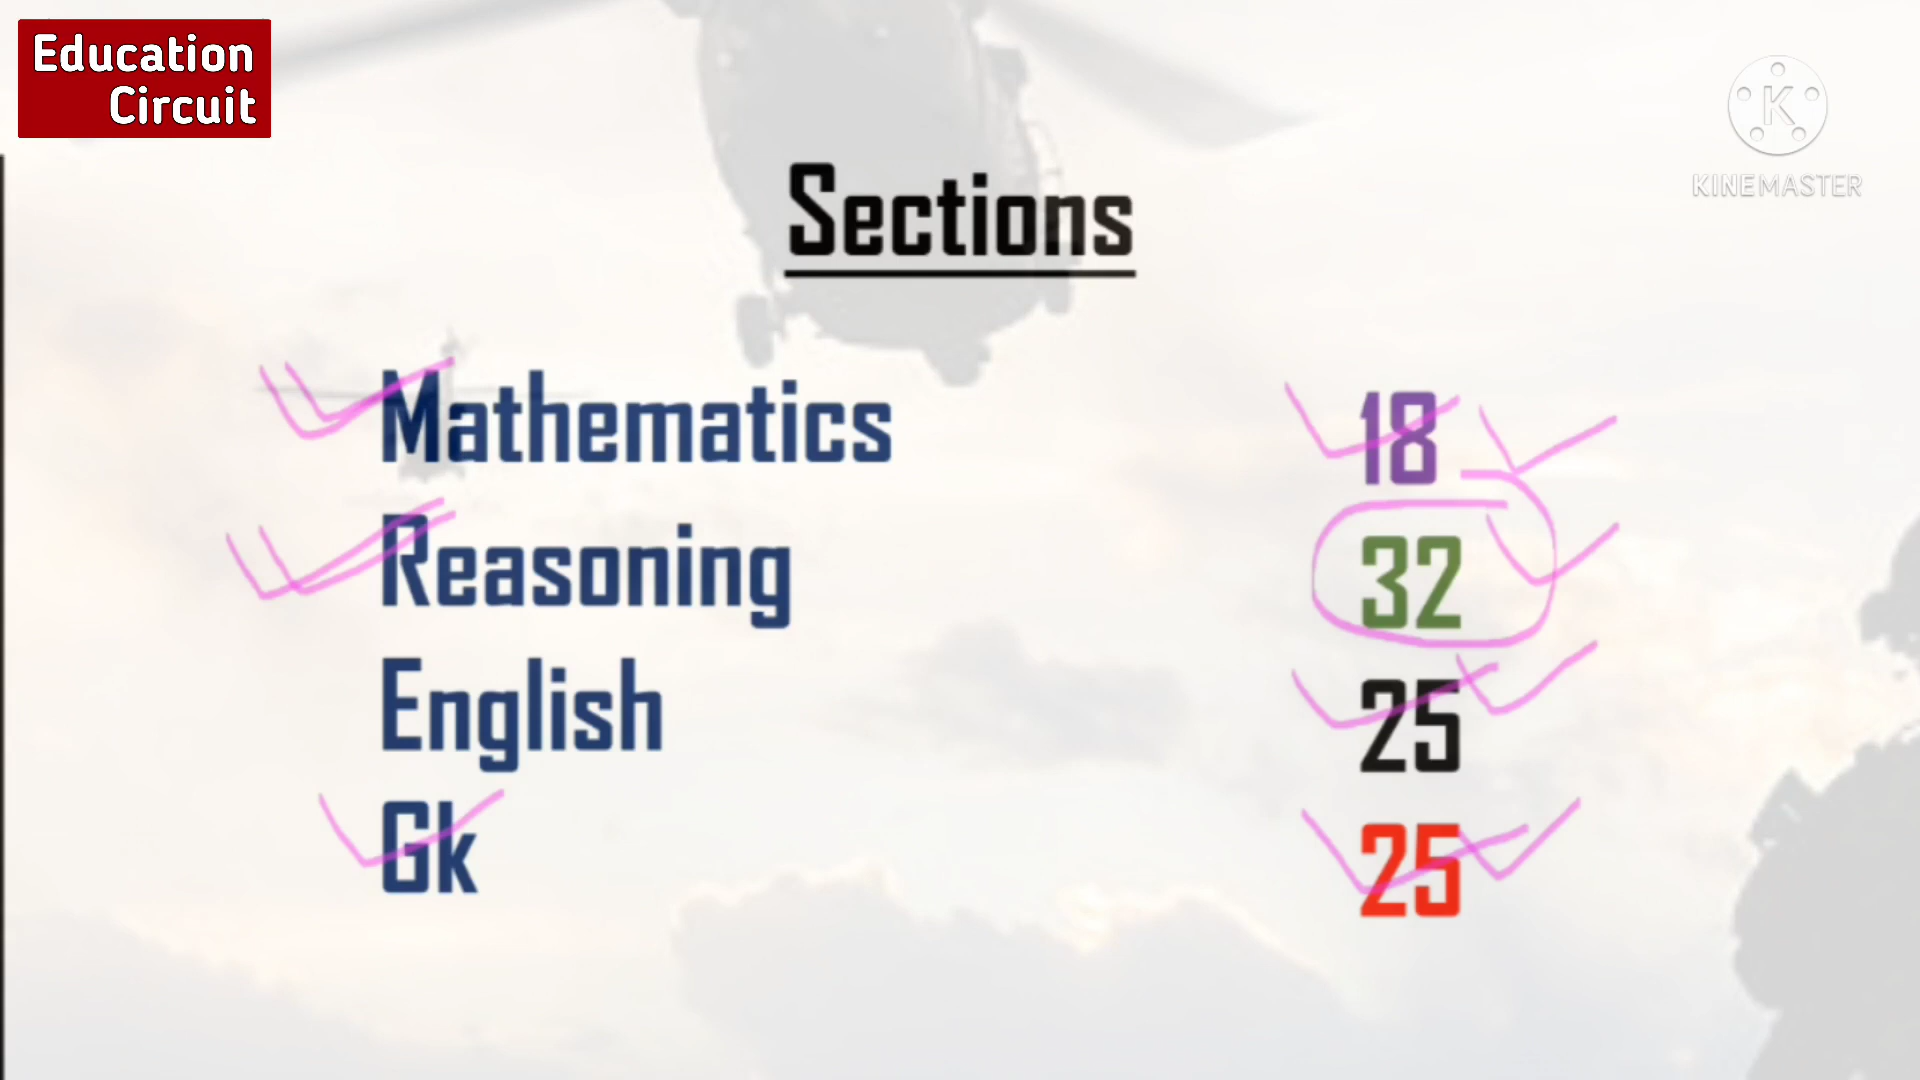 Education
Circuit
KINEMASTER
Sections
Mathematics 18
Reasoning 32
English 25
Gk 25